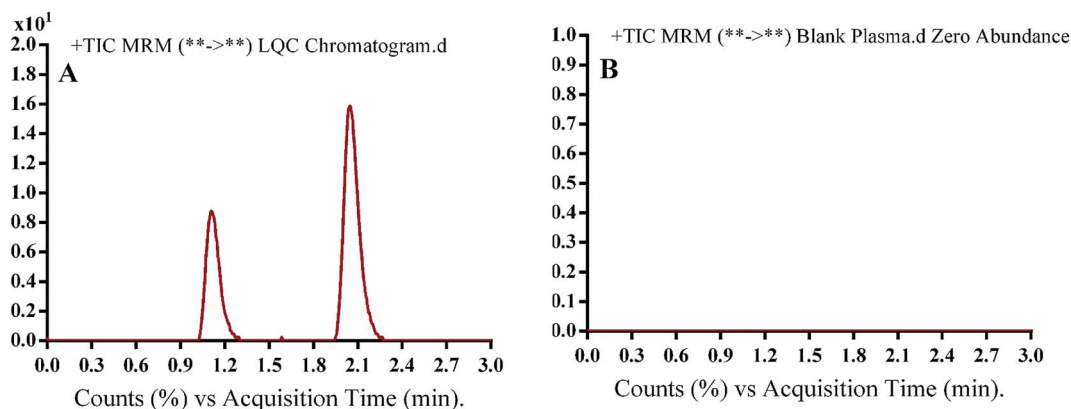 x10¹
+TIC MRM (**->**) LQC Chromatogram.d
A
2.0
1.8
1.6
1.4
1.2
1.0
0.8
0.6
0.4
0.2
0.0
0.0 0.3 0.6 0.9 1.2 1.5 1.8 2.1 2.4 2.7 3.0
Counts (%) vs Acquisition Time (min).
+TIC MRM (**->**) Blank Plasma.d Zero Abundance
B
1.0
0.9
0.8
0.7
0.6
0.5
0.4
0.3
0.2
0.1
0.0
0.0 0.3 0.6 0.9 1.2 1.5 1.8 2.1 2.4 2.7 3.0
Counts (%) vs Acquisition Time (min).